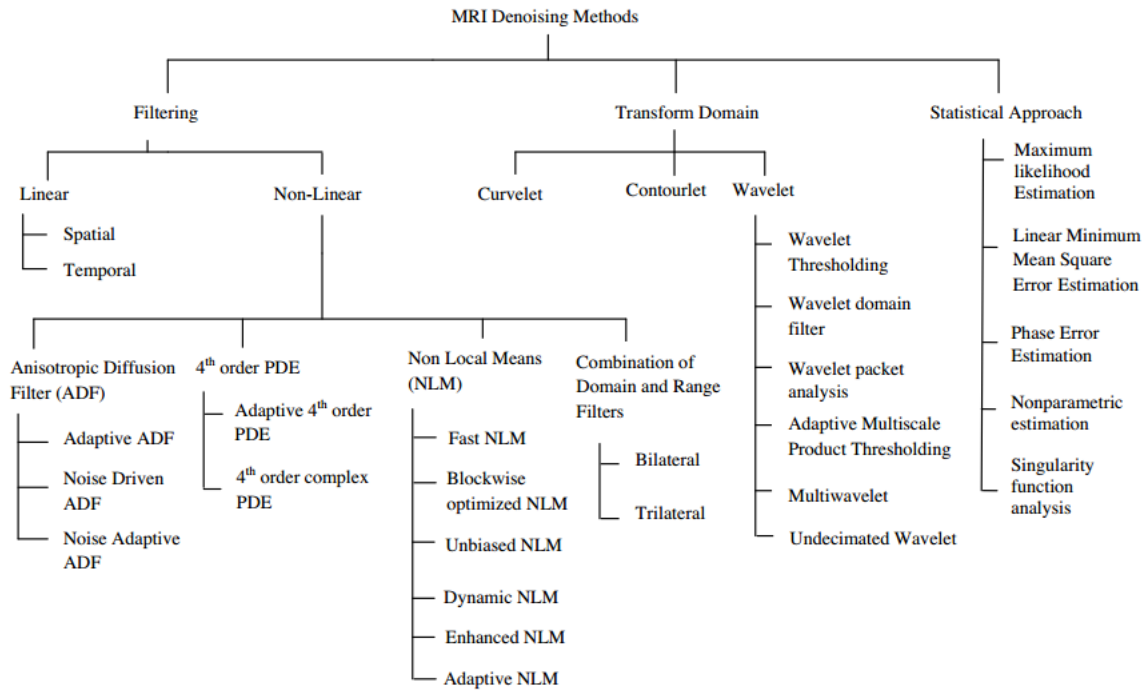 MRI Denoising Methods
Filtering
Transform Domain
Statistical Approach
Linear
Spatial
Temporal
Non-Linear
Anisotropic Diffusion
Filter (ADF)
Adaptive ADF
Noise Driven
ADF
Noise Adaptive
ADF
4th order PDE
Adaptive 4th order
PDE
4th order complex
PDE
Non Local Means
(NLM)
Fast NLM
Blockwise
optimized NLM
Unbiased NLM
Dynamic NLM
Enhanced NLM
Adaptive NLM
Combination of
Domain and Range
Filters
Bilateral
Trilateral
Curvelet
Contourlet
Wavelet
Wavelet
Thresholding
Wavelet domain
filter
Wavelet packet
analysis
Adaptive Multiscale
Product Thresholding
Multiwavelet
Undecimated Wavelet
Maximum
likelihood
Estimation
Linear Minimum
Mean Square
Error Estimation
Phase Error
Estimation
Nonparametric
estimation
Singularity
function
analysis